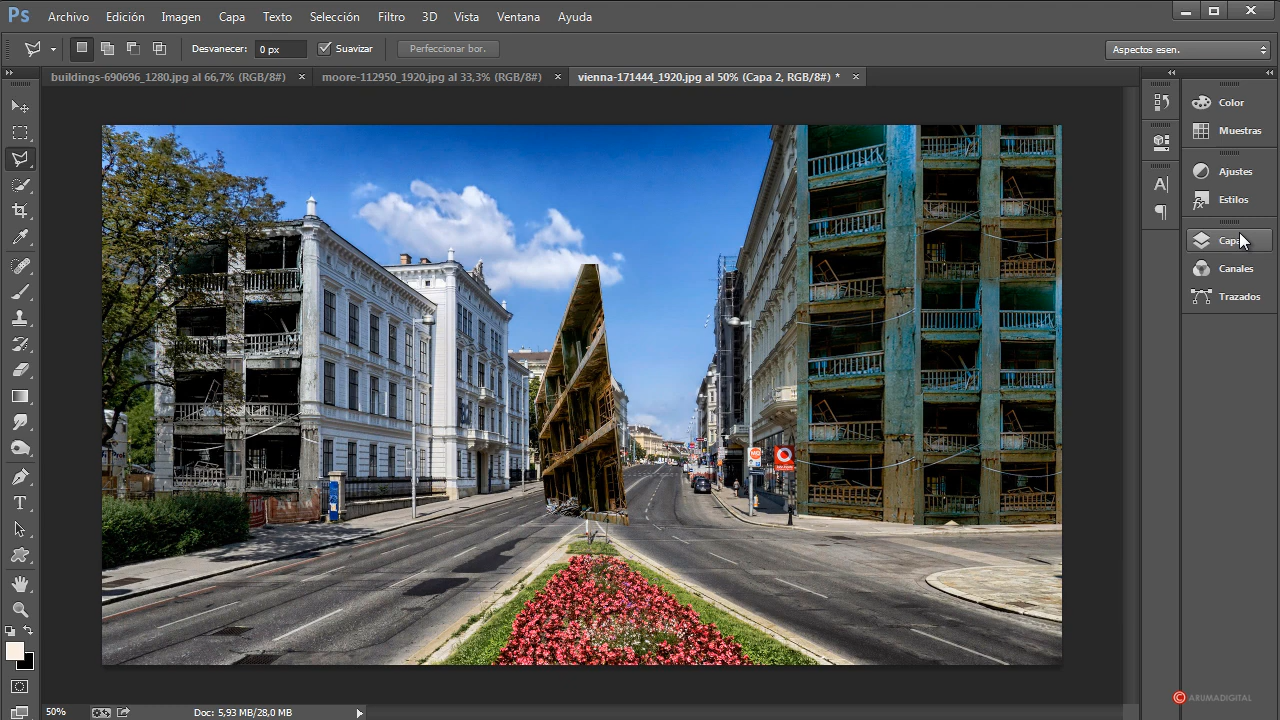 Ps Archivo Edición Imagen Capa Texto Selección Filtro 3D Vista Ventana Ayuda
Desvanecer: 0 px Suavizar Perfeccionar bor. Aspectos esen.
buildings-690696_1280.jpg al 66,7% (RGB/8#) × moore-112950_1920.jpg al 33,3% (RGB/8#) × vienna-171444_1920.jpg al 50% (Capa 2, RGB/8#) * ×
Color
Muestras
Ajustes
Estilos
Canales
Trazados
50% Doc: 5,93 MB/28,0 MB
© ARUMADIGITAL